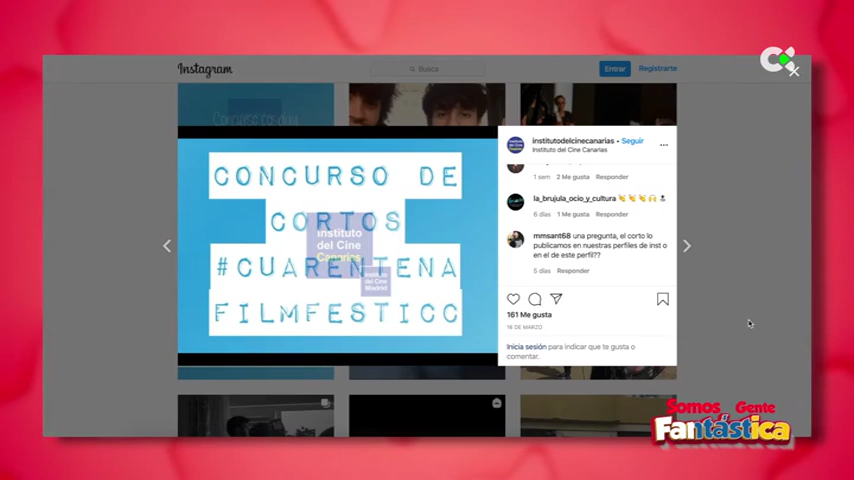 Instagram
Busca
Entrar
Registrarte
CONCURSO DE
CORTOS
#CUARENTENA
FILMFESTICC
Instituto
del Cine
Canarias
Instituto
del Cine
Madrid
institutodelcinecanarias • Seguir
Instituto del Cine Canarias
1 sem 2 Me gusta Responder
la_brujula_ocio_y_cultura
6 días 1 Me gusta Responder
mmsant68 una pregunta, el corto lo
publicamos en nuestras perfiles de inst o
en el de este perfil??
5 días Responder
161 Me gusta
16 DE MARZO
Inicia sesión para indicar que te gusta o
comentar.
Somos Gente
Fantástica